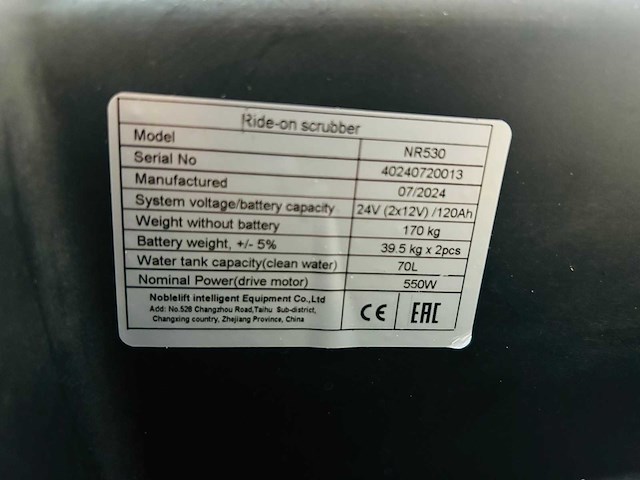 Ride-on scrubber
Model NR530
Serial No 40240720013
Manufactured 07/2024
System voltage/battery capacity 24V (2x12V) /120Ah
Weight without battery 170 kg
Battery weight, +/- 5% 39.5 kg x 2pcs
Water tank capacity(clean water) 70L
Nominal Power(drive motor) 550W
Noblelift intelligent Equipment Co.,Ltd
Add: No.528 Changzhou Road,Taihu Sub-district,
Changxing country, Zhejiang Province, China
CE EAC